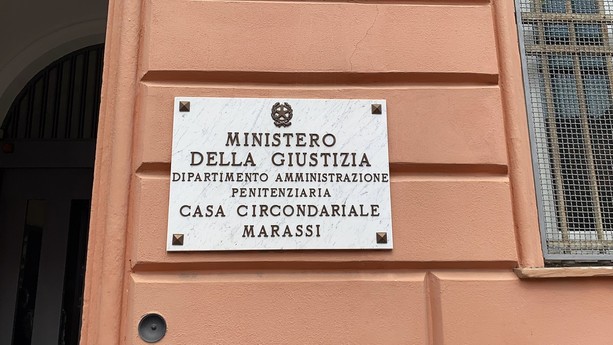 MINISTERO
DELLA GIUSTIZIA
DIPARTIMENTO AMMINISTRAZIONE
PENITENZIARIA
CASA CIRCONDARIALE
MARASSI